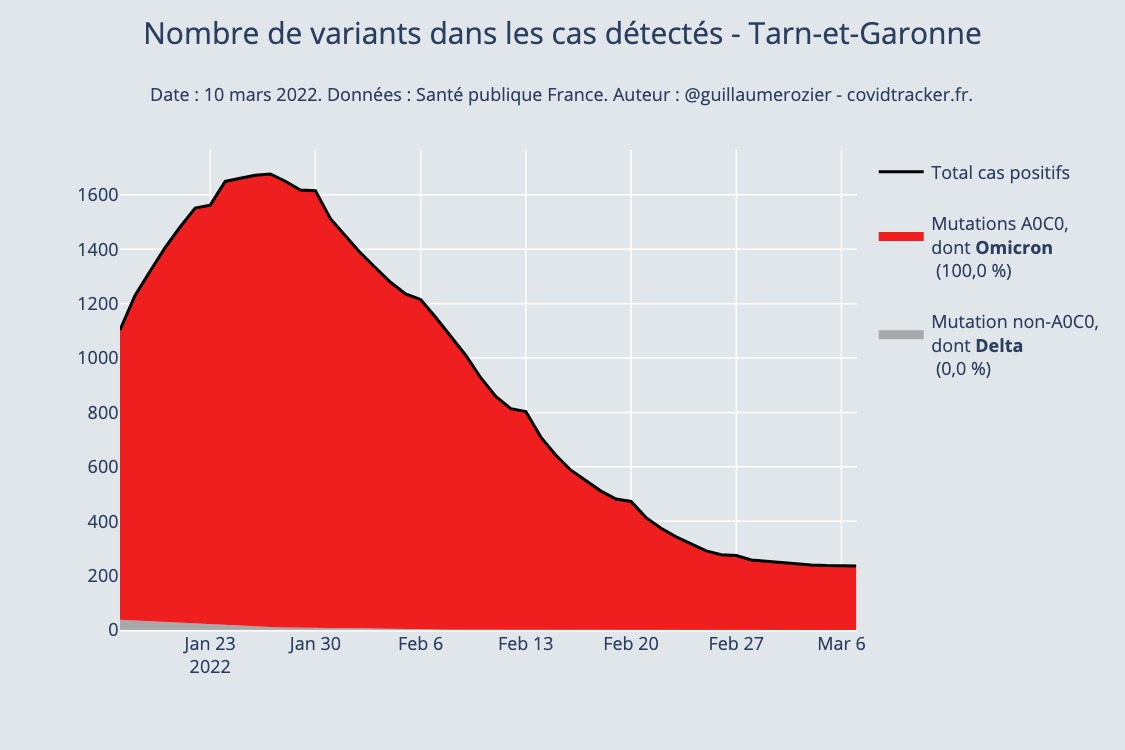 Nombre de variants dans les cas détectés - Tarn-et-Garonne
Date : 10 mars 2022. Données : Santé publique France. Auteur : @guillaumerozier - covidtracker.fr.
1600
1400
1200
1000
800
600
400
200
0
Jan 23
2022
Jan 30
Feb 6
Feb 13
Feb 20
Feb 27
Mar 6
Total cas positifs
Mutations A0C0,
dont Omicron
(100,0 %)
Mutation non-A0C0,
dont Delta
(0,0 %)